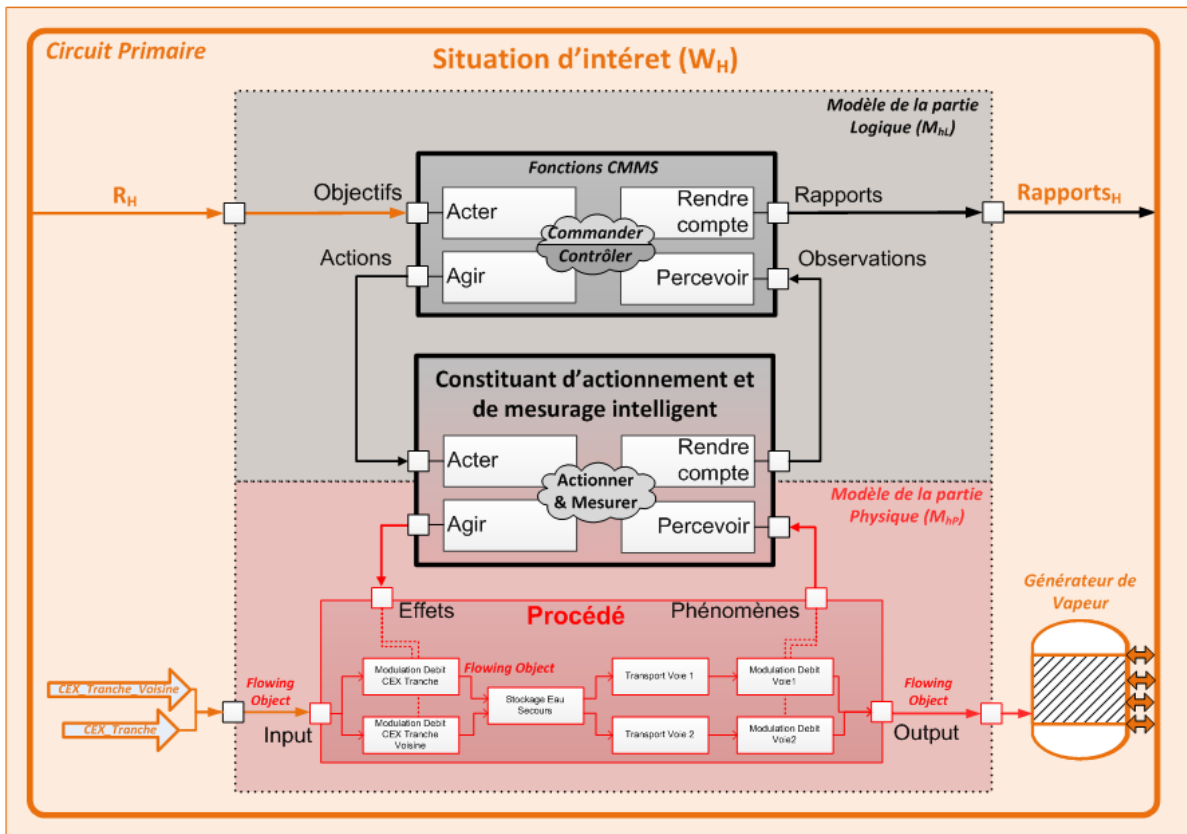 Circuit Primaire
Situation d'intéret (WH)
Modèle de la partie
Logique (MhL)
Fonctions CMMS
RH
Objectifs
Acter
Rendre
compte
Rapports
RapportsH
Commander
Contrôler
Actions
Agir
Percevoir
Observations
Constituant d'actionnement et
de mesurage intelligent
Acter
Rendre
compte
Actionner
& Mesurer
Modèle de la partie
Physique (MhP)
Agir
Percevoir
Générateur de
Vapeur
Effets
Procédé
Phénomènes
CEX_Tranche_Voisine
CEX_Tranche
Flowing
Object
Input
Modulation Debit
CEX Tranche
Flowing Object
Modulation Debit
CEX Tranche
Voisine
Stockage Eau
Secours
Transport Voie 1
Transport Voie 2
Modulation Debit
Voie1
Modulation Debit
Voie2
Flowing
Object
Output